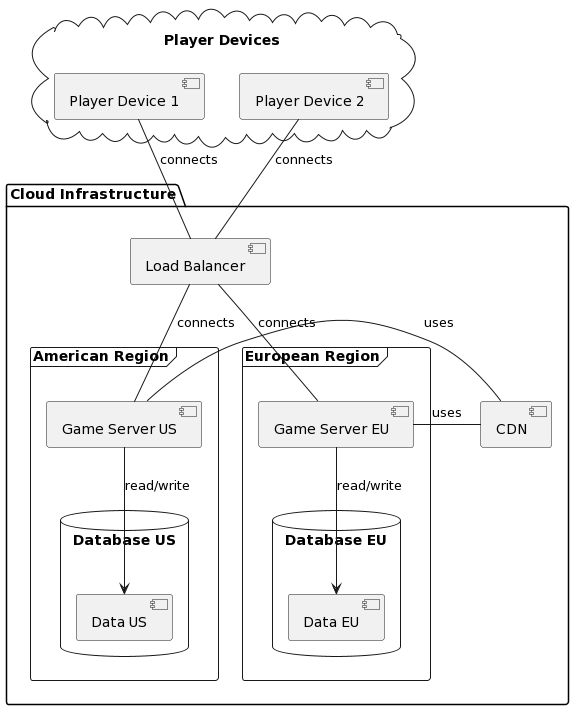 Player Devices
Player Device 1
Player Device 2
connects
connects
Cloud Infrastructure
Load Balancer
connects
connects
uses
American Region
European Region
Game Server US
Game Server EU
uses
CDN
read/write
read/write
Database US
Database EU
Data US
Data EU